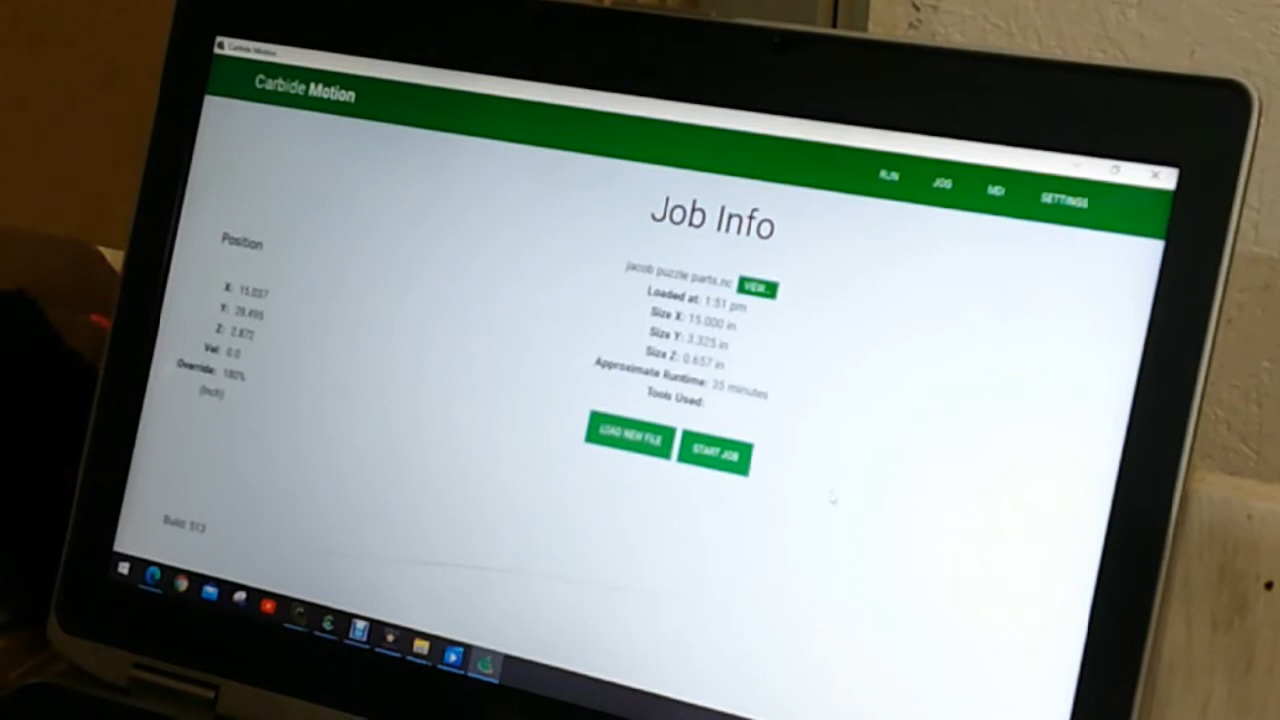 Carbide Motion
Carbide Motion
RUN JOG MDI SETTINGS
Job Info
Position
jacob puzzle parts.nc VIEW...
Loaded at: 1:51 pm
Size X: 15.000 in
Size Y: 3.325 in
Size Z: 0.657 in
Approximate Runtime: 35 minutes
Tools Used:
X: 15.037
Y: 28.495
Z: 2.872
Vel: 0.0
Override: 100%
(Inch)
LOAD NEW FILE START JOB
Build: 513